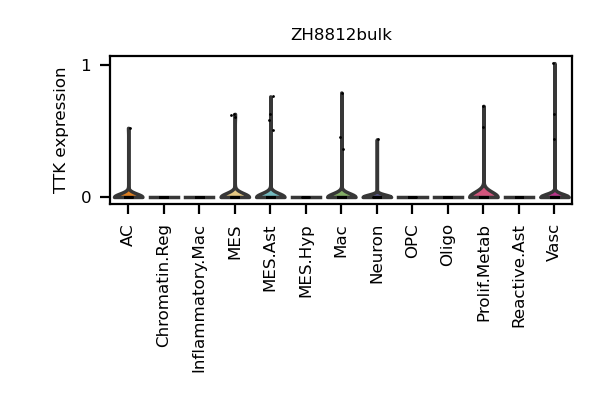 ZH8812bulk
TTK expression
1
0
AC
Chromatin.Reg
Inflammatory.Mac
MES
MES.Ast
MES.Hyp
Mac
Neuron
OPC
Oligo
Prolif.Metab
Reactive.Ast
Vasc